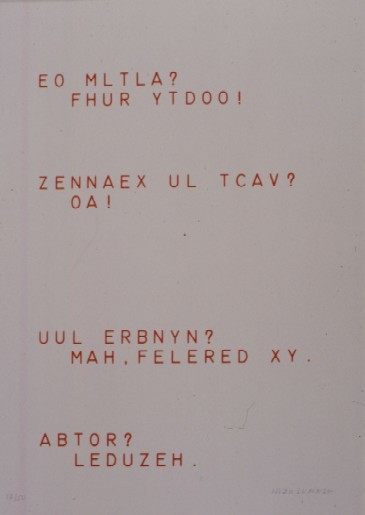 EO MLTLA?
FHUR YTDOO!
ZENNAEX UL TCAV?
OA!
UUL ERBNYN?
MAH, FELERED XY.
ABTOR?
LEDUZEH.